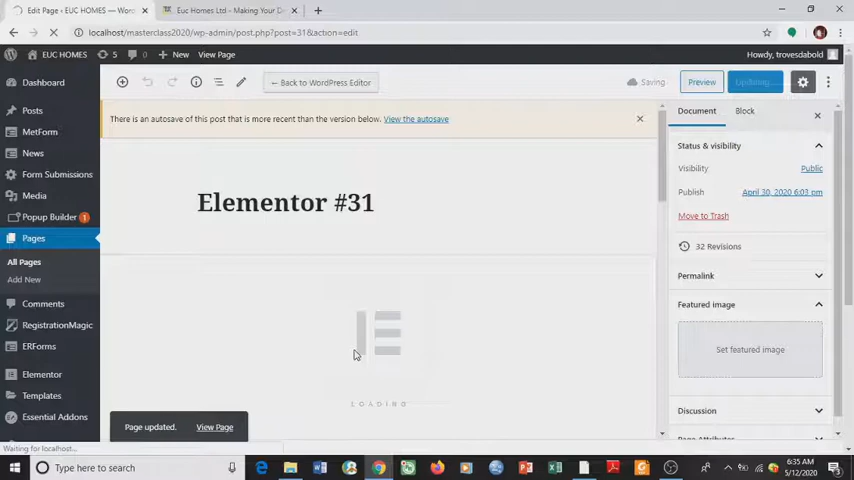 Edit Page ‹ EUC HOMES — Wor
Euc Homes Ltd - Making Your D
localhost/masterclass2020/wp-admin/post.php?post=31&action=edit
EUC HOMES
5
0
New
View Page
Howdy, trovesdabold
Dashboard
← Back to WordPress Editor
Saving
Preview
Updating...
Posts
MetForm
News
Form Submissions
Media
Popup Builder 1
Pages
All Pages
Add New
Comments
RegistrationMagic
ERForms
Elementor
Templates
Essential Addons
There is an autosave of this post that is more recent than the version below. View the autosave
Elementor #31
LOADING
Page updated. View Page
Document
Block
Status & visibility
Visibility
Public
Publish
April 30, 2020 6:03 pm
Move to Trash
32 Revisions
Permalink
Featured image
Set featured image
Discussion
Page Attributes
Waiting for localhost...
Type here to search
6:35 AM
5/12/2020